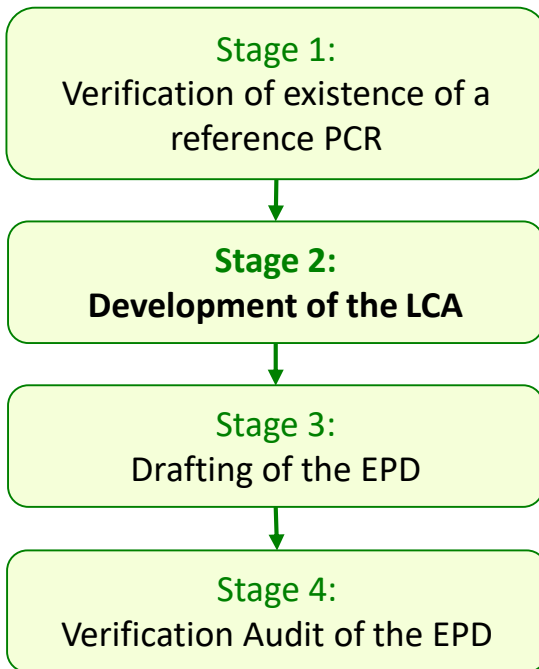 Stage 1:
Verification of existence of a
reference PCR
Stage 2:
Development of the LCA
Stage 3:
Drafting of the EPD
Stage 4:
Verification Audit of the EPD